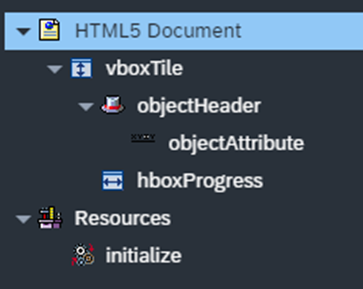 HTML5 Document
vboxTile
objectHeader
objectAttribute
hboxProgress
Resources
initialize